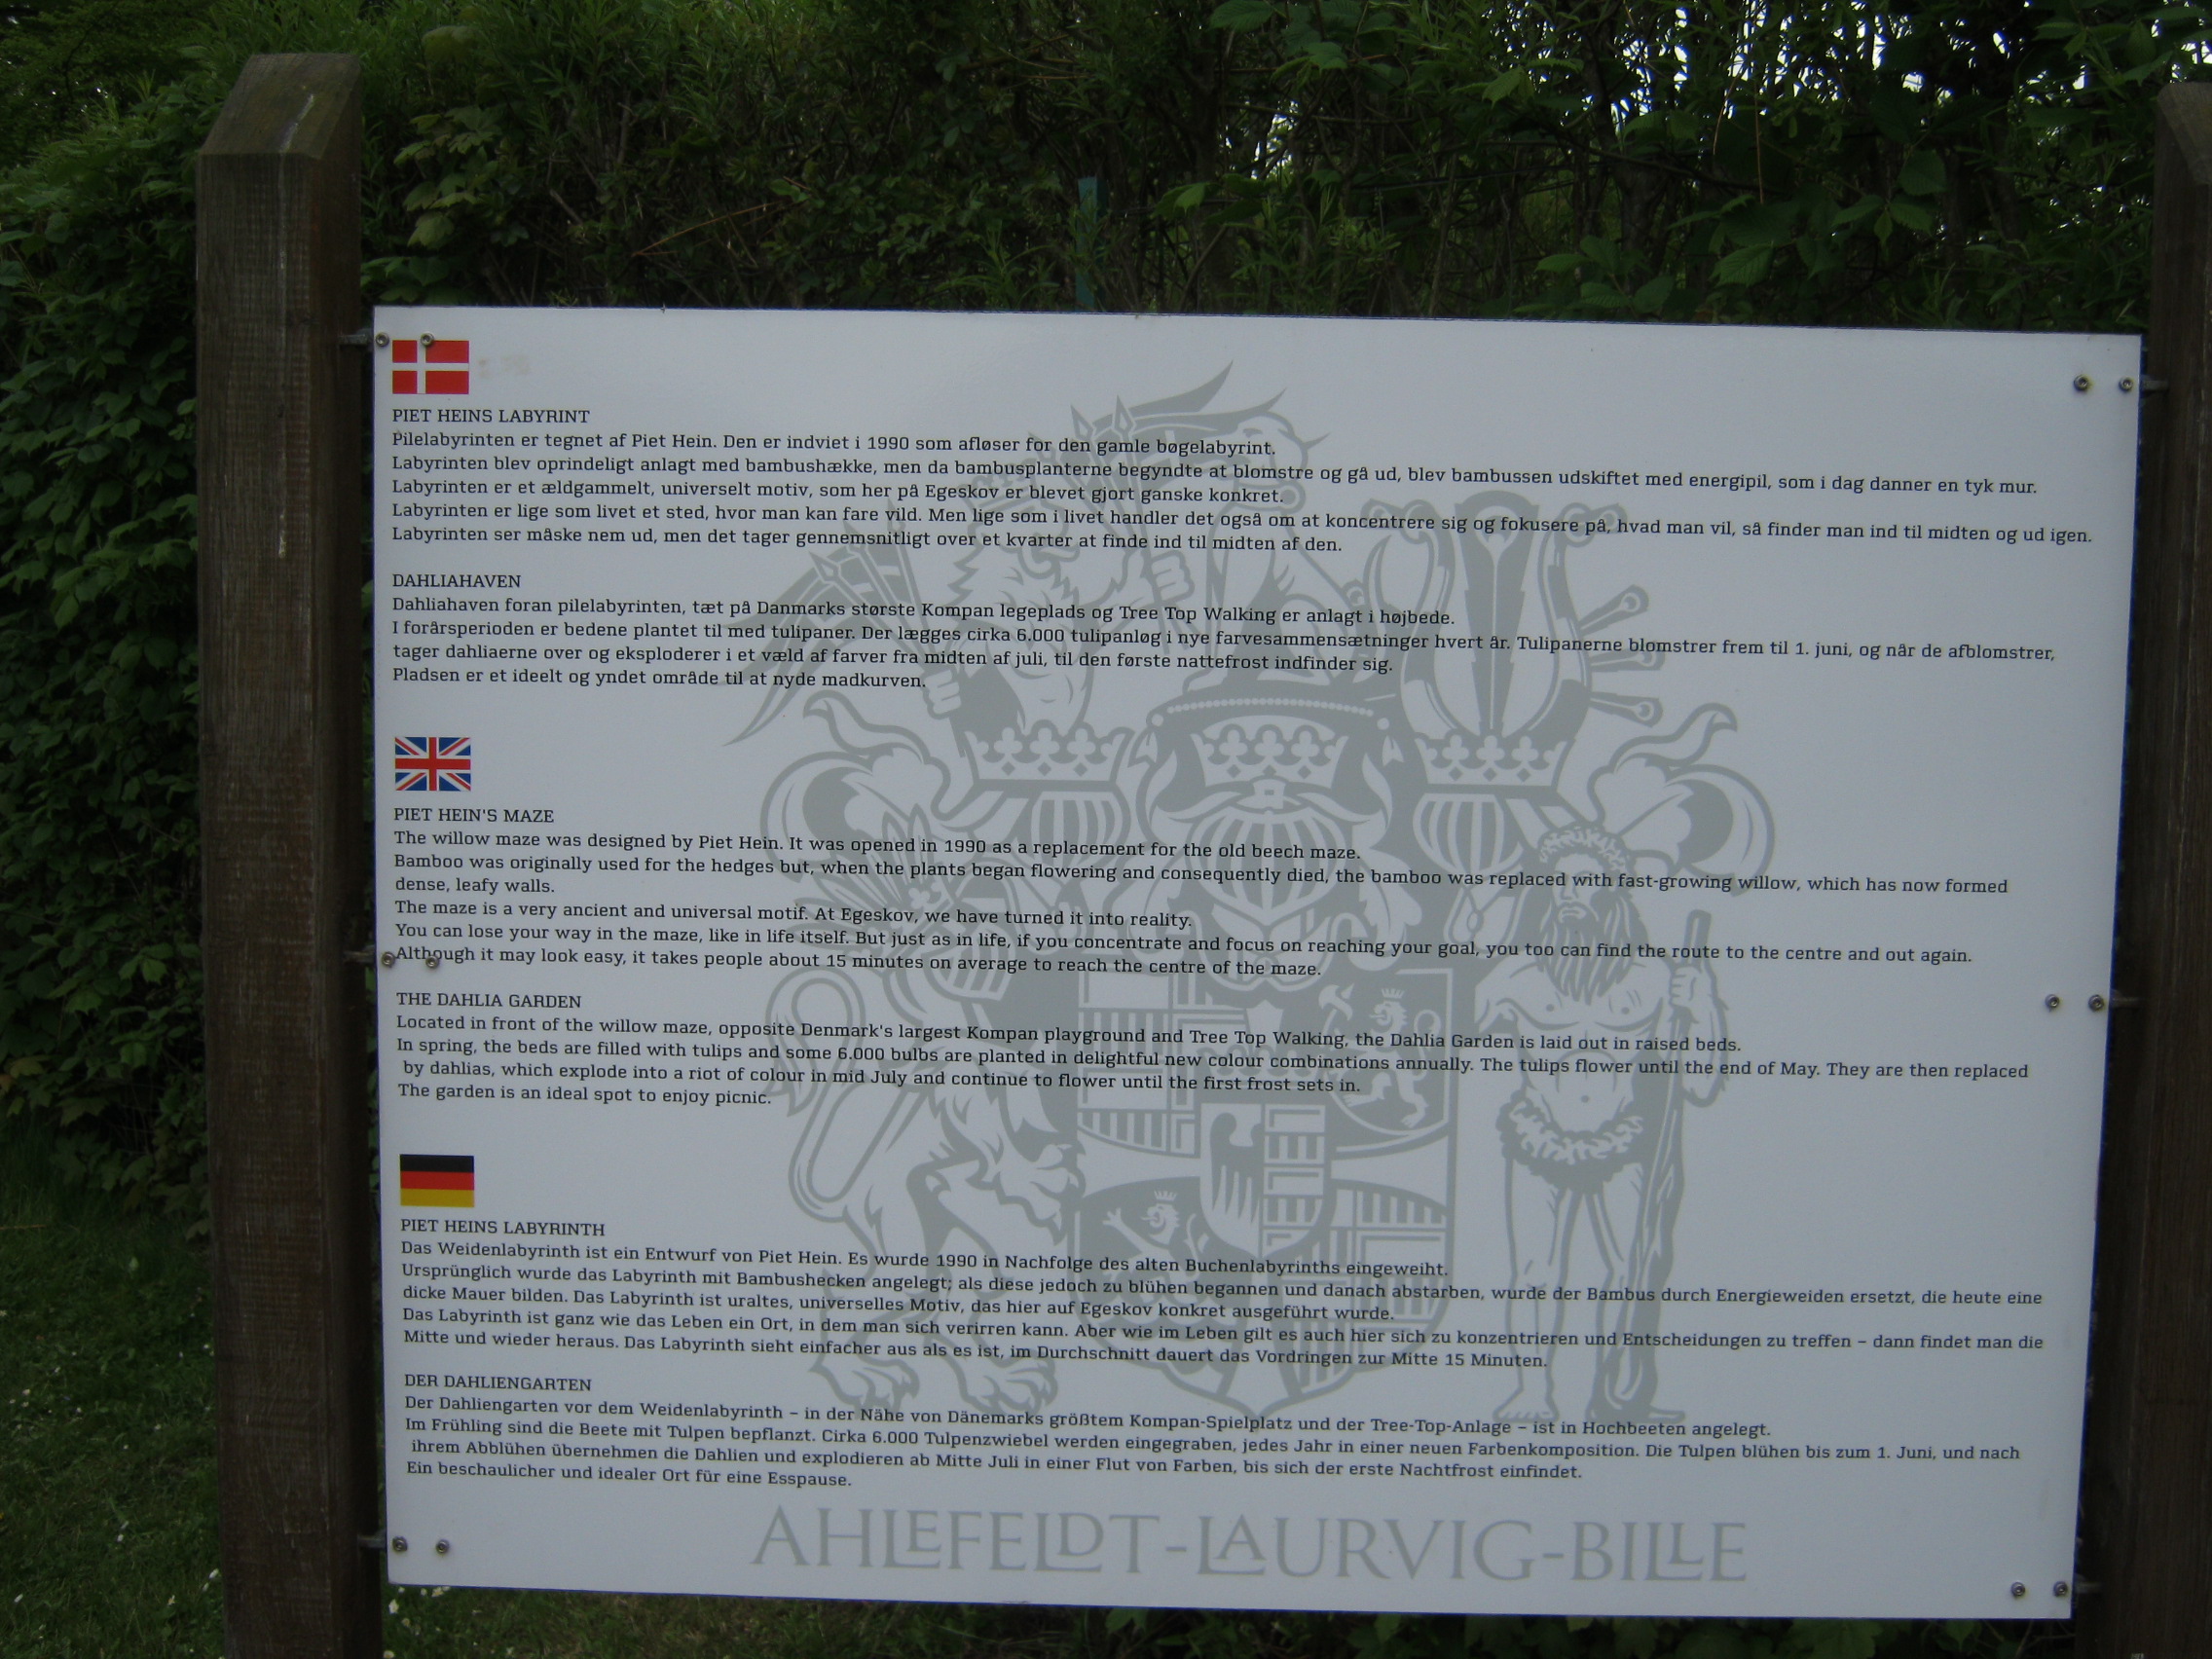 PIET HEINS LABYRINT
Pilelabyrinten er tegnet af Piet Hein. Den er indviet i 1990 som afløser for den gamle bøgelabyrint.
Labyrinten blev oprindeligt anlagt med bambushække, men da bambusplanterne begyndte at blomstre og gå ud, blev bambussen udskiftet med energipil, som i dag danner en tyk mur.
Labyrinten er et ældgammelt, universelt motiv, som her på Egeskov er blevet gjort ganske konkret.
Labyrinten er lige som livet et sted, hvor man kan fare vild. Men lige som i livet handler det også om at koncentrere sig og fokusere på, hvad man vil, så finder man ind til midten og ud igen.
Labyrinten ser måske nem ud, men det tager gennemsnitligt over et kvarter at finde ind til midten af den.
DAHLIAHAVEN
Dahliahaven foran pilelabyrinten, tæt på Danmarks største Kompan legeplads og Tree Top Walking er anlagt i højbede.
I forårsperioden er bedene plantet til med tulipaner. Der lægges cirka 6.000 tulipanløg i nye farvesammensætninger hvert år. Tulipanerne blomstrer frem til 1. juni, og når de afblomstrer,
tager dahliaerne over og eksploderer i et væld af farver fra midten af juli, til den første nattefrost indfinder sig.
Pladsen er et ideelt og yndet område til at nyde madkurven.
PIET HEIN'S MAZE
The willow maze was designed by Piet Hein. It was opened in 1990 as a replacement for the old beech maze.
Bamboo was originally used for the hedges but, when the plants began flowering and consequently died, the bamboo was replaced with fast-growing willow, which has now formed
dense, leafy walls.
The maze is a very ancient and universal motif. At Egeskov, we have turned it into reality.
You can lose your way in the maze, like in life itself. But just as in life, if you concentrate and focus on reaching your goal, you too can find the route to the centre and out again.
Although it may look easy, it takes people about 15 minutes on average to reach the centre of the maze.
THE DAHLIA GARDEN
Located in front of the willow maze, opposite Denmark's largest Kompan playground and Tree Top Walking, the Dahlia Garden is laid out in raised beds.
In spring, the beds are filled with tulips and some 6.000 bulbs are planted in delightful new colour combinations annually. The tulips flower until the end of May. They are then replaced
by dahlias, which explode into a riot of colour in mid July and continue to flower until the first frost sets in.
The garden is an ideal spot to enjoy picnic.
PIET HEINS LABYRINTH
Das Weidenlabyrinth ist ein Entwurf von Piet Hein. Es wurde 1990 in Nachfolge des alten Buchenlabyrinths eingeweiht.
Ursprünglich wurde das Labyrinth mit Bambushecken angelegt; als diese jedoch zu blühen begannen und danach abstarben, wurde der Bambus durch Energieweiden ersetzt, die heute eine
dicke Mauer bilden. Das Labyrinth ist uraltes, universelles Motiv, das hier auf Egeskov konkret ausgeführt wurde.
Das Labyrinth ist ganz wie das Leben ein Ort, in dem man sich verirren kann. Aber wie im Leben gilt es auch hier sich zu konzentrieren und Entscheidungen zu treffen – dann findet man die
Mitte und wieder heraus. Das Labyrinth sieht einfacher aus als es ist, im Durchschnitt dauert das Vordringen zur Mitte 15 Minuten.
DER DAHLIENGARTEN
Der Dahliengarten vor dem Weidenlabyrinth – in der Nähe von Dänemarks größtem Kompan-Spielplatz und der Tree-Top-Anlage – ist in Hochbeeten angelegt.
Im Frühling sind die Beete mit Tulpen bepflanzt. Cirka 6.000 Tulpenzwiebel werden eingegraben, jedes Jahr in einer neuen Farbenkomposition. Die Tulpen blühen bis zum 1. Juni, und nach
ihrem Abblühen übernehmen die Dahlien und explodieren ab Mitte Juli in einer Flut von Farben, bis sich der erste Nachtfrost einfindet.
Ein beschaulicher und idealer Ort für eine Esspause.
AHLEFELDT-LAURVIG-BILLE